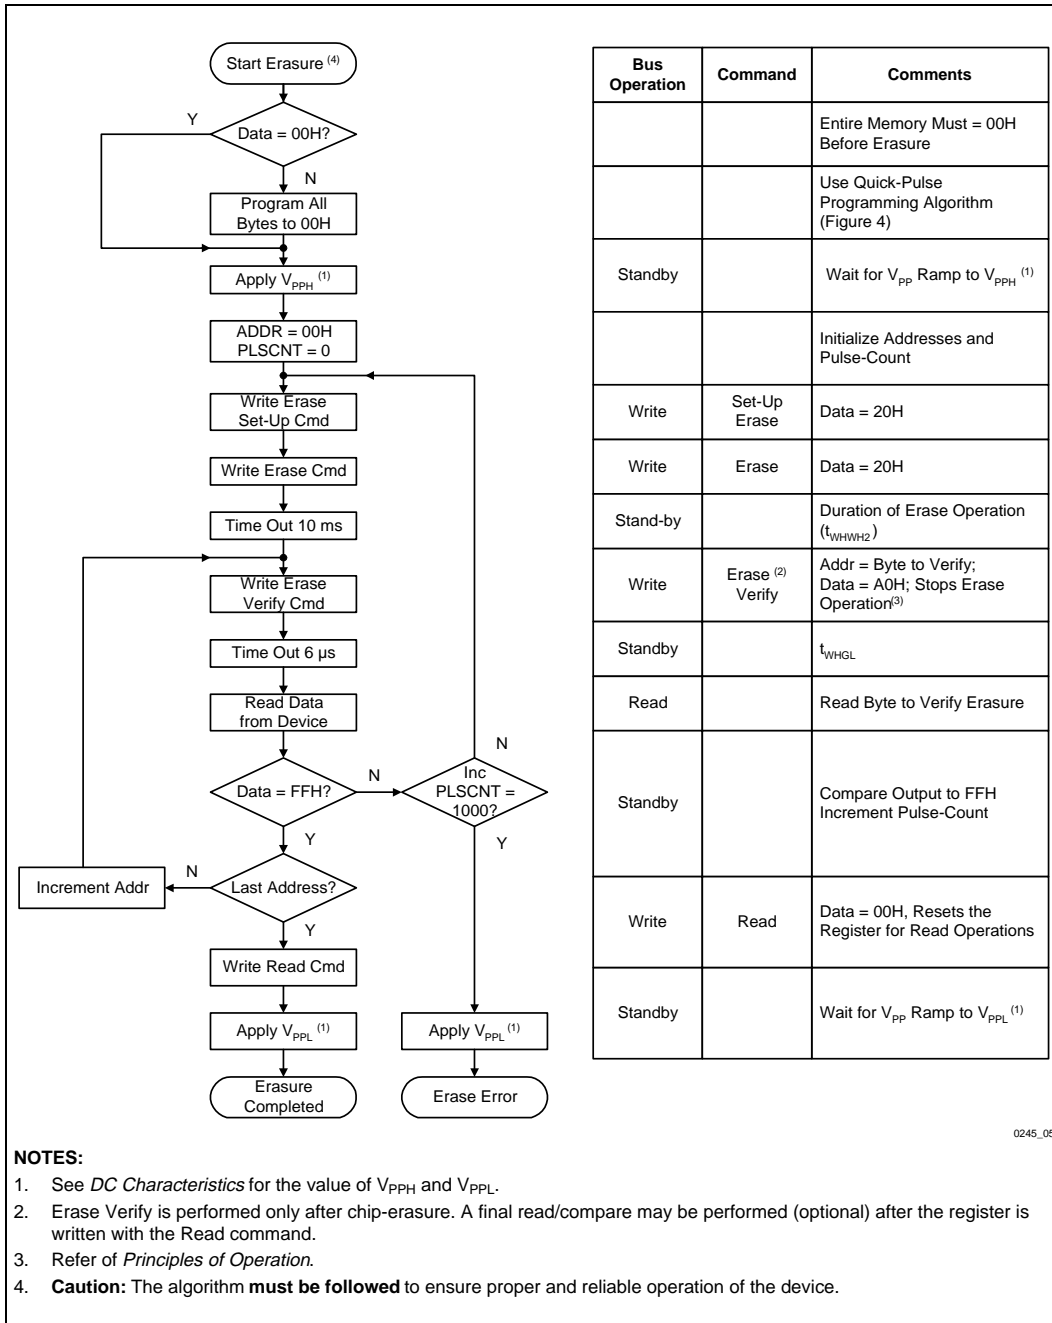 Start Erasure (4)
Y
Data = 00H?
N
Program All
Bytes to 00H
Apply VPPH (1)
ADDR = 00H
PLSCNT = 0
Write Erase
Set-Up Cmd
Write Erase Cmd
Time Out 10 ms
Write Erase
Verify Cmd
Time Out 6 µs
Read Data
from Device
Data = FFH?
N
Inc
PLSCNT =
1000?
N
Y
Y
Last Address?
N
Increment Addr
Y
Write Read Cmd
Apply VPPL (1)
Apply VPPL (1)
Erasure
Completed
Erase Error
Bus
Operation
Command
Comments
Entire Memory Must = 00H
Before Erasure
Use Quick-Pulse
Programming Algorithm
(Figure 4)
Standby
Wait for VPP Ramp to VPPH (1)
Initialize Addresses and
Pulse-Count
Write
Set-Up
Erase
Data = 20H
Write
Erase
Data = 20H
Stand-by
Duration of Erase Operation
(tWHWH2)
Write
Erase (2)
Verify
Addr = Byte to Verify;
Data = A0H; Stops Erase
Operation(3)
Standby
tWHGL
Read
Read Byte to Verify Erasure
Standby
Compare Output to FFH
Increment Pulse-Count
Write
Read
Data = 00H, Resets the
Register for Read Operations
Standby
Wait for VPP Ramp to VPPL (1)
0245_05
NOTES:
1. See DC Characteristics for the value of VPPH and VPPL.
2. Erase Verify is performed only after chip-erasure. A final read/compare may be performed (optional) after the register is
written with the Read command.
3. Refer of Principles of Operation.
4. Caution: The algorithm must be followed to ensure proper and reliable operation of the device.